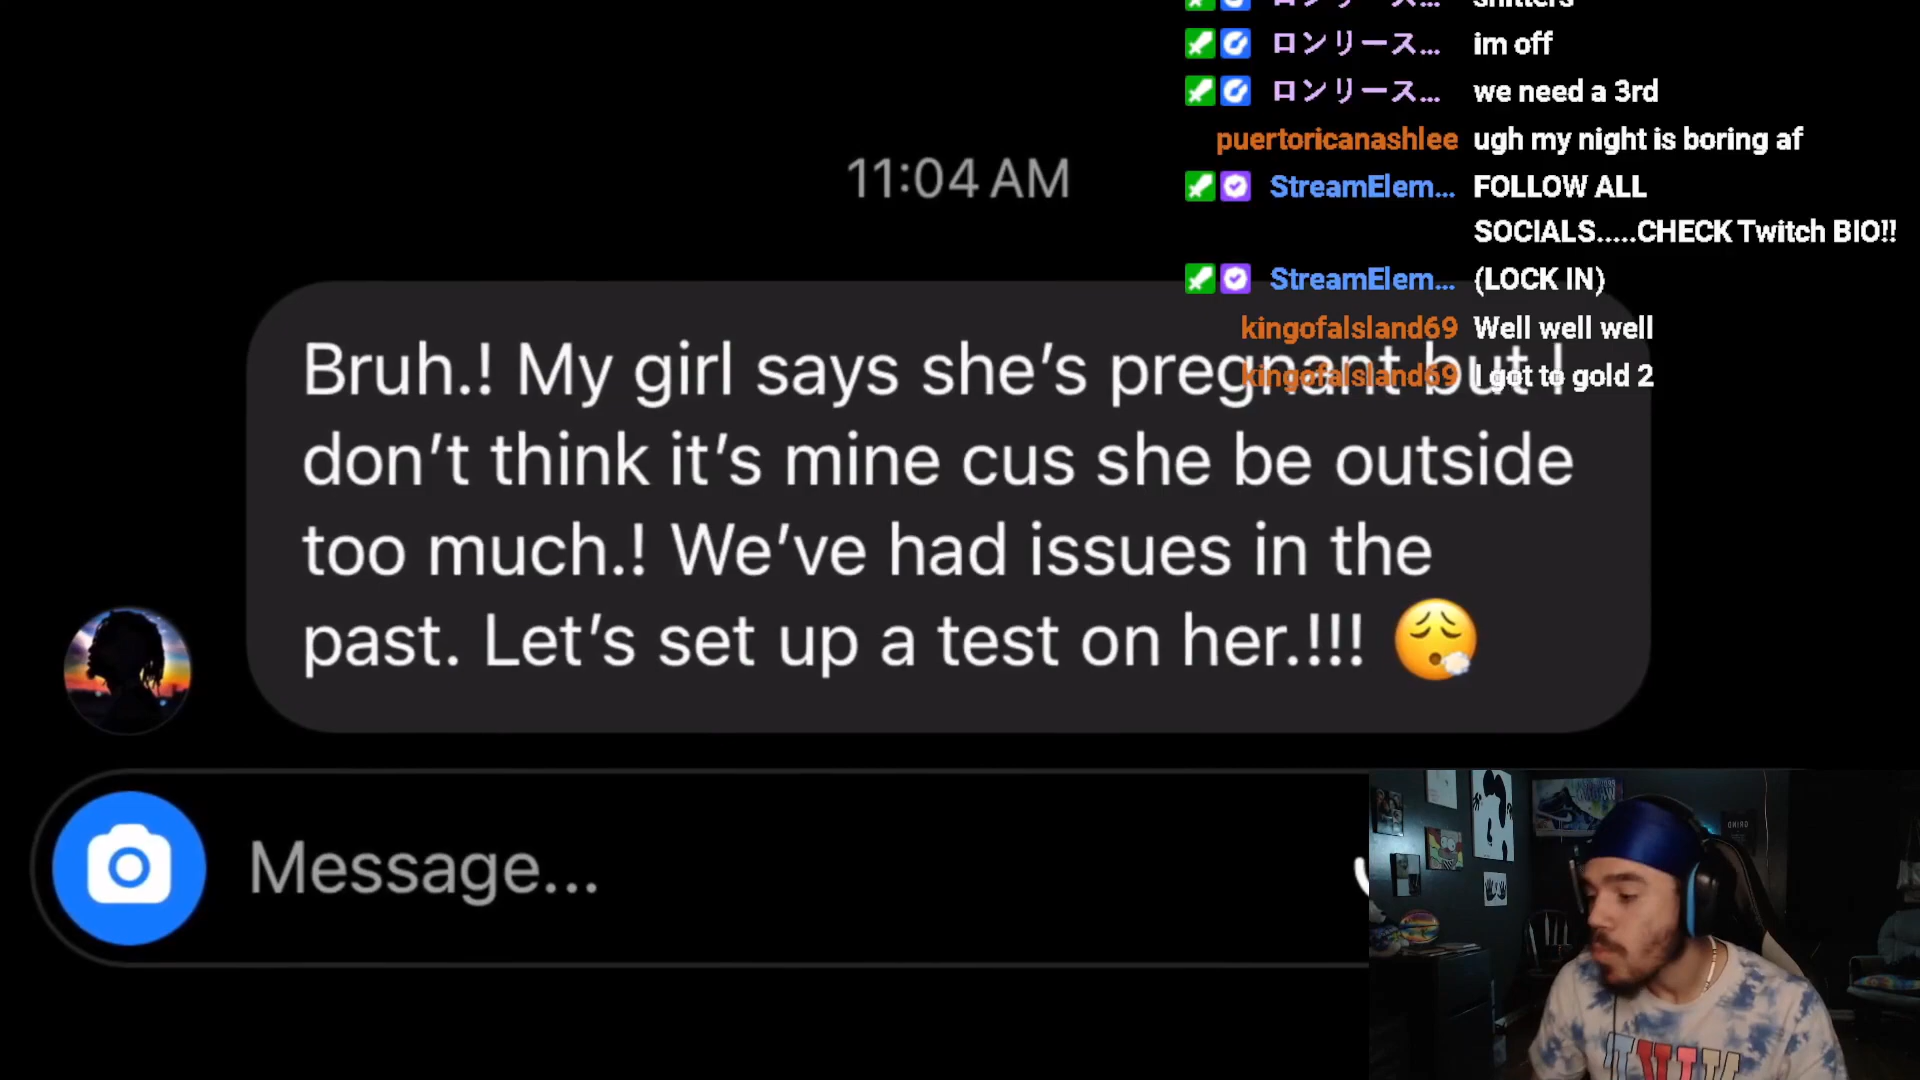 ロンリース...
im off
ロンリース...
we need a 3rd
puertoricanashlee
ugh my night is boring af
11:04 AM
StreamElem...
FOLLOW ALL
SOCIALS.....CHECK Twitch BIO!!
StreamElem...
(LOCK IN)
kingofalsland69
Well well well
kingofalsland69
I got to gold 2
Bruh.! My girl says she’s pregnant but I
don’t think it’s mine cus she be outside
too much.! We’ve had issues in the
past. Let’s set up a test on her.!!! 😮‍💨
Message...